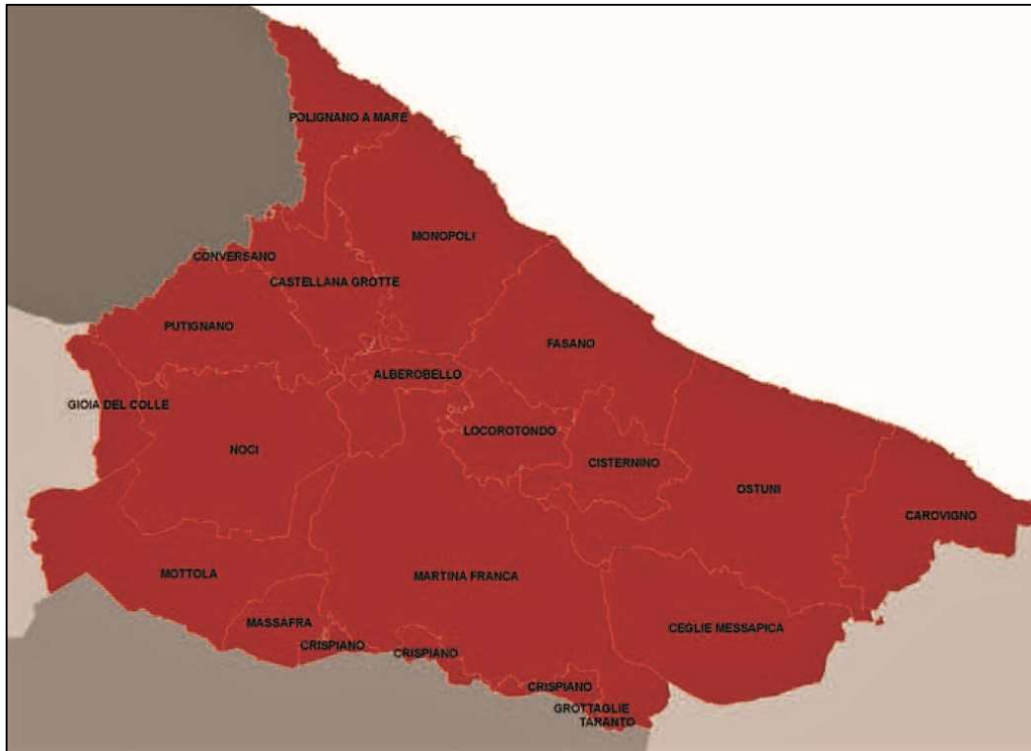 POLIGNANO A MARE
MONOPOLI
CONVERSANO
CASTELLANA GROTTE
PUTIGNANO
FASANO
ALBEROBELLO
GIOIA DEL COLLE
LOCOROTONDO
NOCI
CISTERNINO
OSTUNI
CAROVIGNO
MOTTOLA
MARTINA FRANCA
MASSAFRA
CEGLIE MESSAPICA
CRISPIANO
CRISPIANO
CRISPIANO
GROTTAGLIE
TARANTO